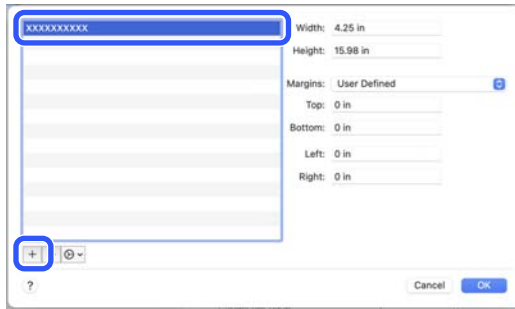 XXXXXXXXXX
Width: 4.25 in
Height: 15.98 in
Margins: User Defined
Top: 0 in
Bottom: 0 in
Left: 0 in
Right: 0 in
+
?
Cancel OK